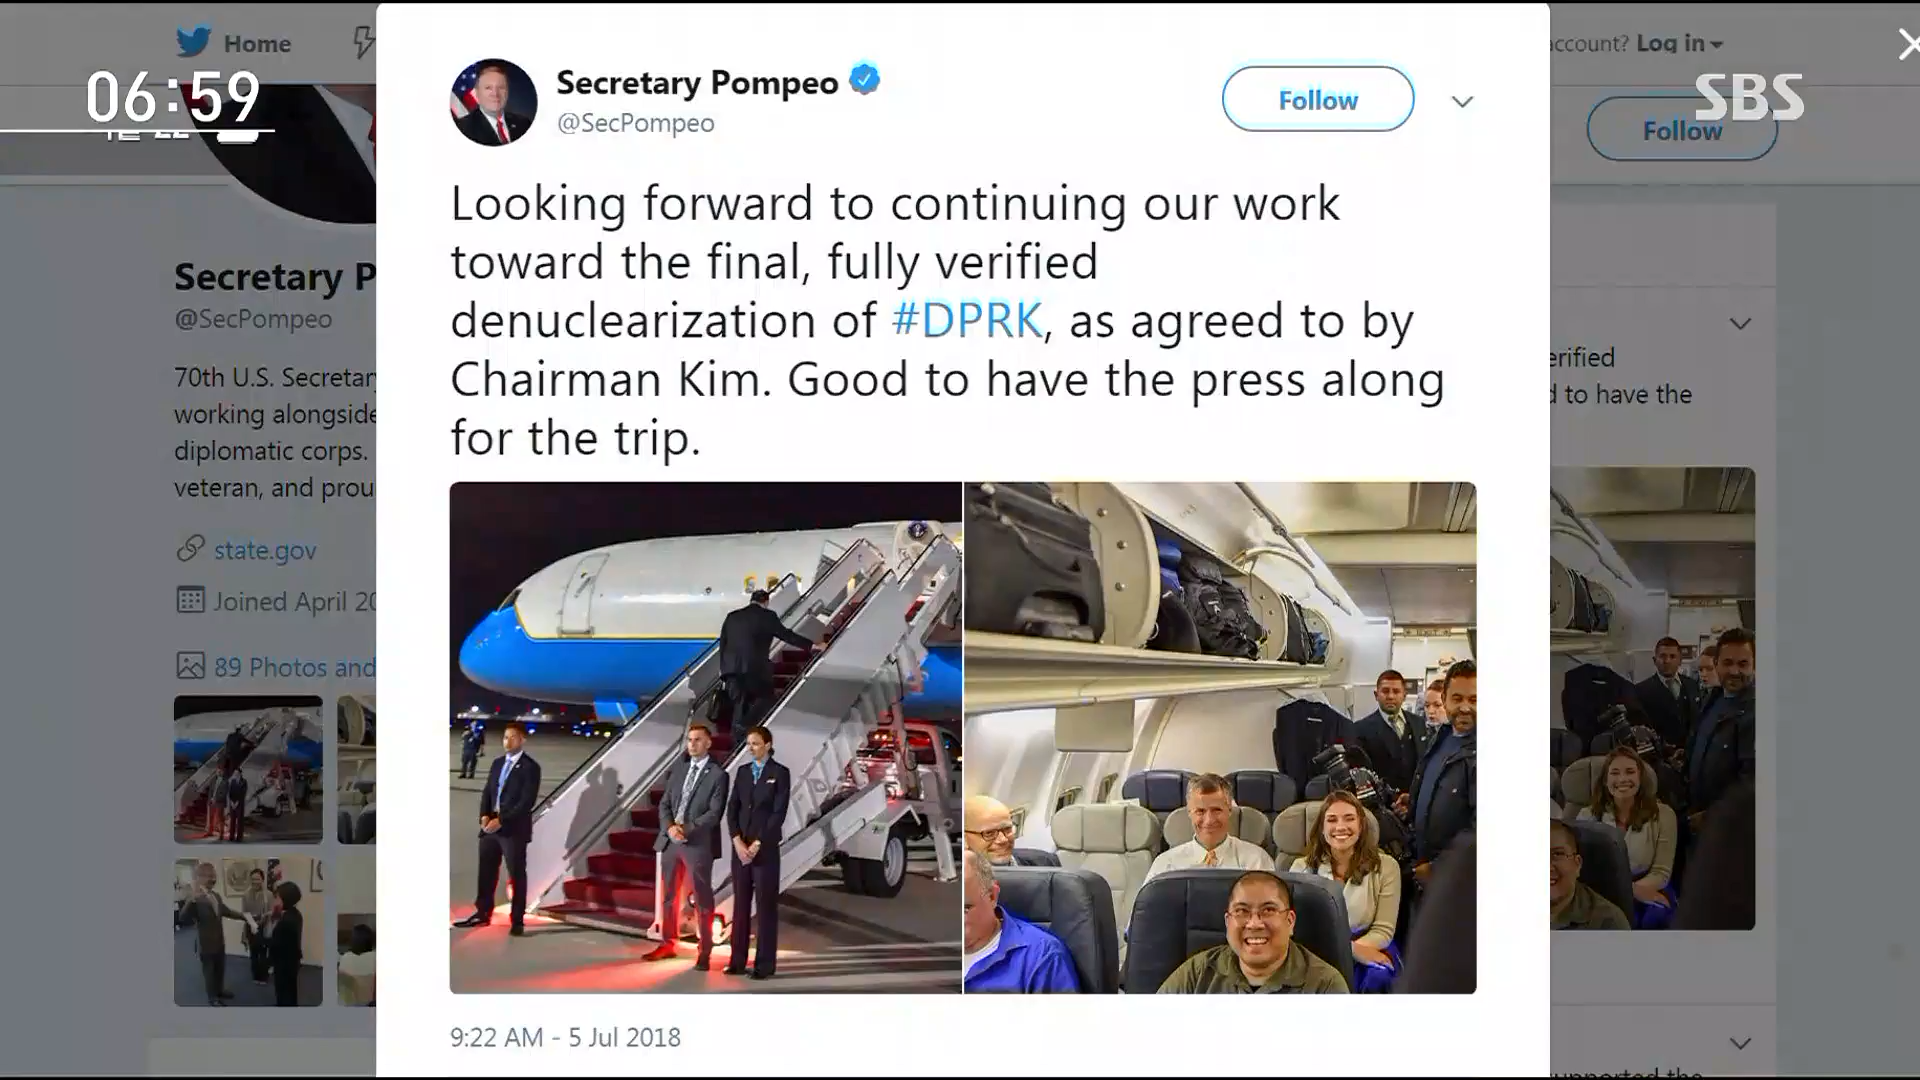 Home
account? Log in
06:59
SBS
Secretary Pompeo
@SecPompeo
Follow
Follow
Looking forward to continuing our work
toward the final, fully verified
denuclearization of #DPRK, as agreed to by
Chairman Kim. Good to have the press along
for the trip.
9:22 AM - 5 Jul 2018
Secretary P
@SecPompeo
70th U.S. Secretary
working alongside
diplomatic corps.
veteran, and prou
state.gov
Joined April 20
89 Photos and
erified
d to have the